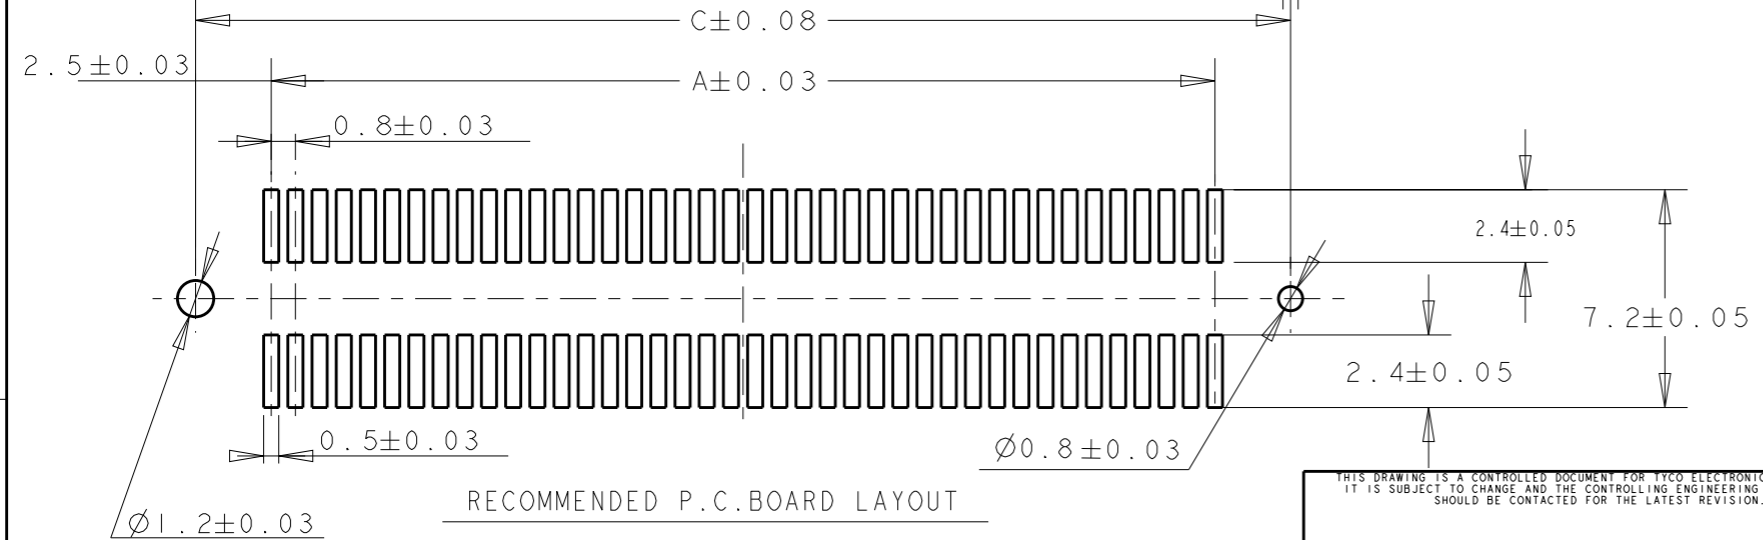 C±0.08
2.5±0.03
A±0.03
0.8±0.03
2.4±0.05
7.2±0.05
2.4±0.05
0.5±0.03
Ø0.8±0.03
RECOMMENDED P.C.BOARD LAYOUT
Ø1.2±0.03
THIS DRAWING IS A CONTROLLED DOCUMENT FOR TYCO ELECTRONIC
IT IS SUBJECT TO CHANGE AND THE CONTROLLING ENGINEERING
SHOULD BE CONTACTED FOR THE LATEST REVISION.